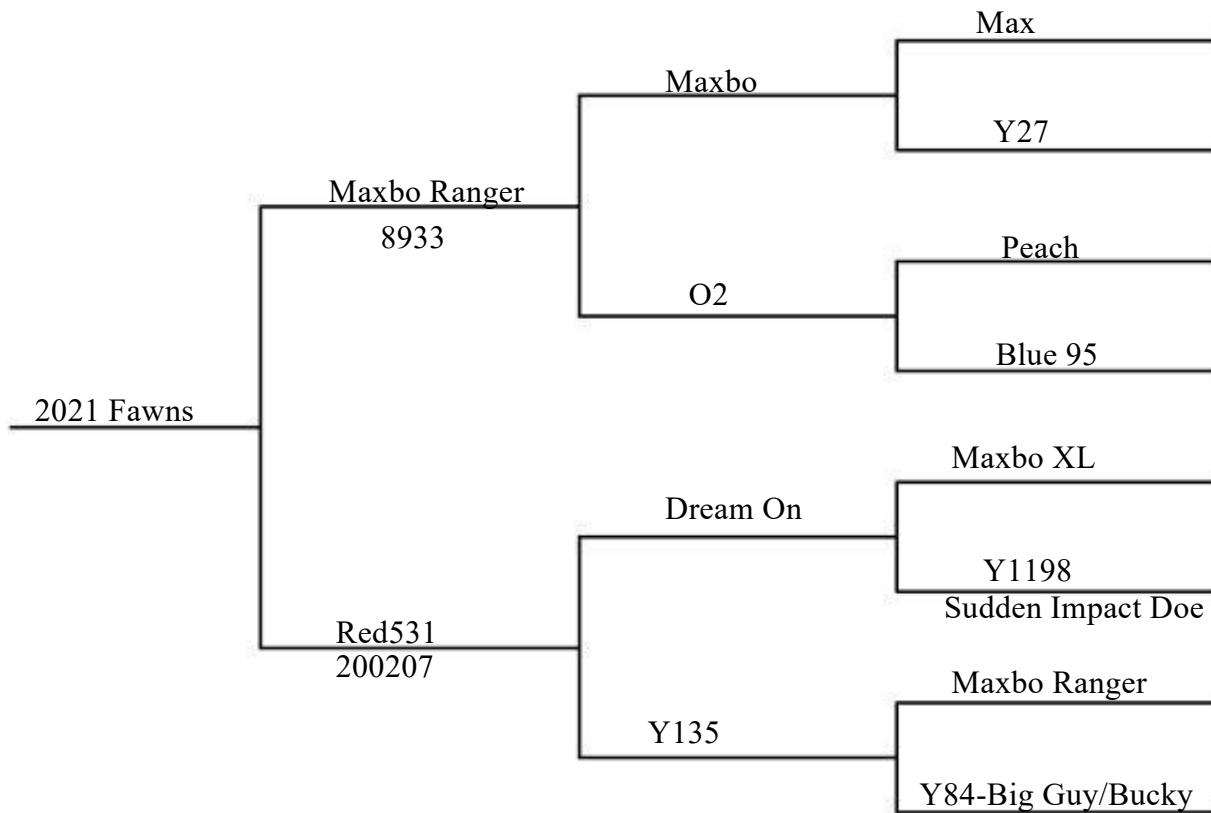 Max
Maxbo
Y27
Maxbo Ranger
8933
Peach
O2
Blue 95
2021 Fawns
Maxbo XL
Dream On
Y1198
Sudden Impact Doe
Red531
200207
Maxbo Ranger
Y135
Y84-Big Guy/Bucky